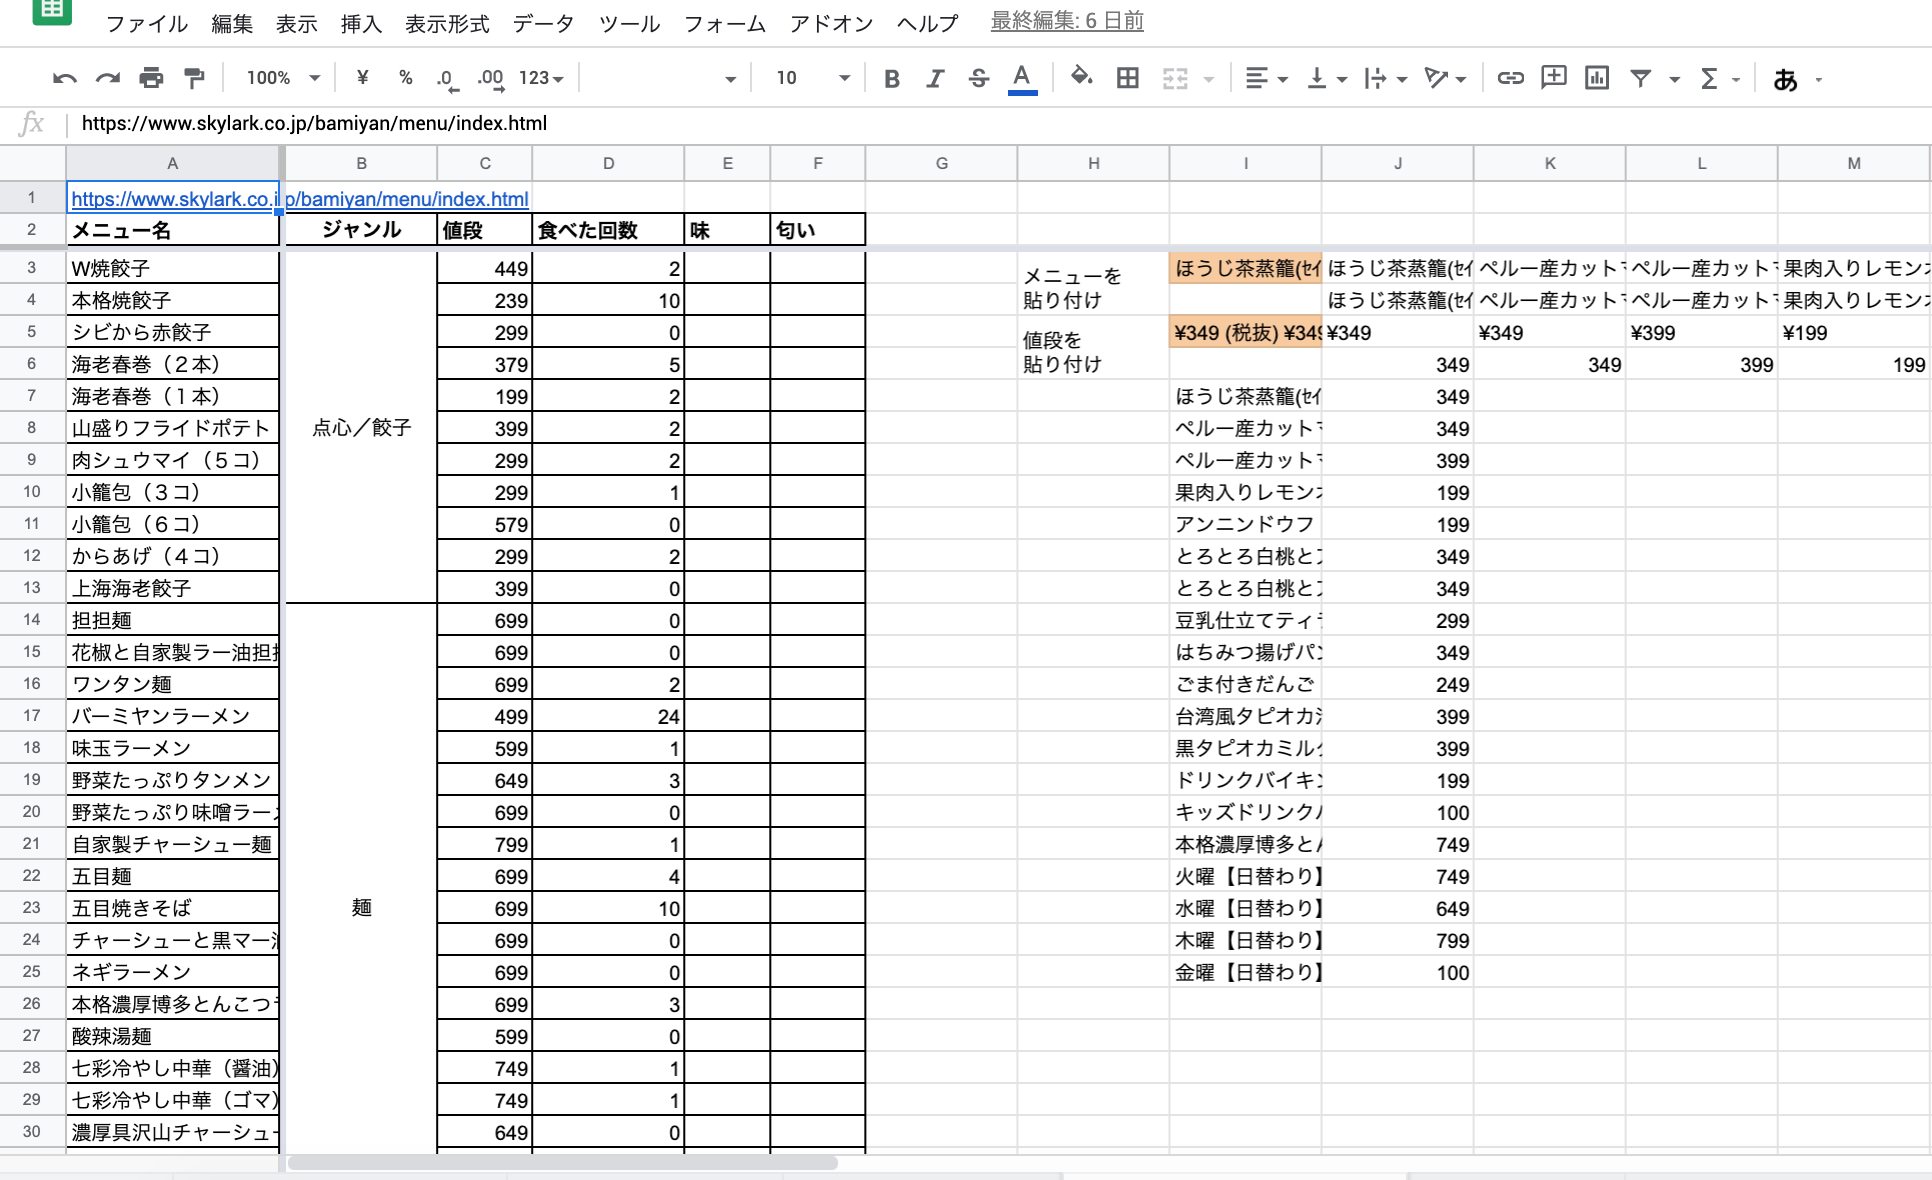 ファイル 編集 表示 挿入 表示形式 データ ツール フォーム アドオン ヘルプ 最終編集: 6 日前
100% ¥ % .0 .00 123 10 B I S A Σ あ
fx https://www.skylark.co.jp/bamiyan/menu/index.html
A B C D E F G H I J K L M
1 https://www.skylark.co.jp/bamiyan/menu/index.html
2 メニュー名 ジャンル 値段 食べた回数 味 匂い
3 W焼餃子 449 2 メニューを ほうじ茶蒸籠(セイ ほうじ茶蒸籠(セイ ペルー産カット ペルー産カット 果肉入りレモン
4 本格焼餃子 239 10 貼り付け ほうじ茶蒸籠(セイ ペルー産カット ペルー産カット 果肉入りレモン
5 シビから赤餃子 299 0 値段を ¥349 (税抜) ¥349 ¥349 ¥349 ¥399 ¥199
6 海老春巻（２本） 379 5 貼り付け 349 349 399 199
7 海老春巻（１本） 199 2 ほうじ茶蒸籠(セイ 349
8 山盛りフライドポテト 点心／餃子 399 2 ペルー産カット 349
9 肉シュウマイ（５コ） 299 2 ペルー産カット 399
10 小籠包（３コ） 299 1 果肉入りレモン 199
11 小籠包（６コ） 579 0 アンニンドウフ 199
12 からあげ（４コ） 299 2 とろとろ白桃と 349
13 上海海老餃子 399 0 とろとろ白桃と 349
14 担担麺 699 0 豆乳仕立てティ 299
15 花椒と自家製ラー油担 699 0 はちみつ揚げパ 349
16 ワンタン麺 699 2 ごま付きだんご 249
17 バーミヤンラーメン 499 24 台湾風タピオカ 399
18 味玉ラーメン 599 1 黒タピオカミル 399
19 野菜たっぷりタンメン 649 3 ドリンクバイキ 199
20 野菜たっぷり味噌ラー 699 0 キッズドリンク 100
21 自家製チャーシュー麺 799 1 本格濃厚博多と 749
22 五目麺 699 4 火曜【日替わり】 749
23 五目焼きそば 麺 699 10 水曜【日替わり】 649
24 チャーシューと黒マー 699 0 木曜【日替わり】 799
25 ネギラーメン 699 0 金曜【日替わり】 100
26 本格濃厚博多とんこつ 699 3
27 酸辣湯麺 599 0
28 七彩冷やし中華（醤油） 749 1
29 七彩冷やし中華（ゴマ） 749 1
30 濃厚具沢山チャーシュー 649 0